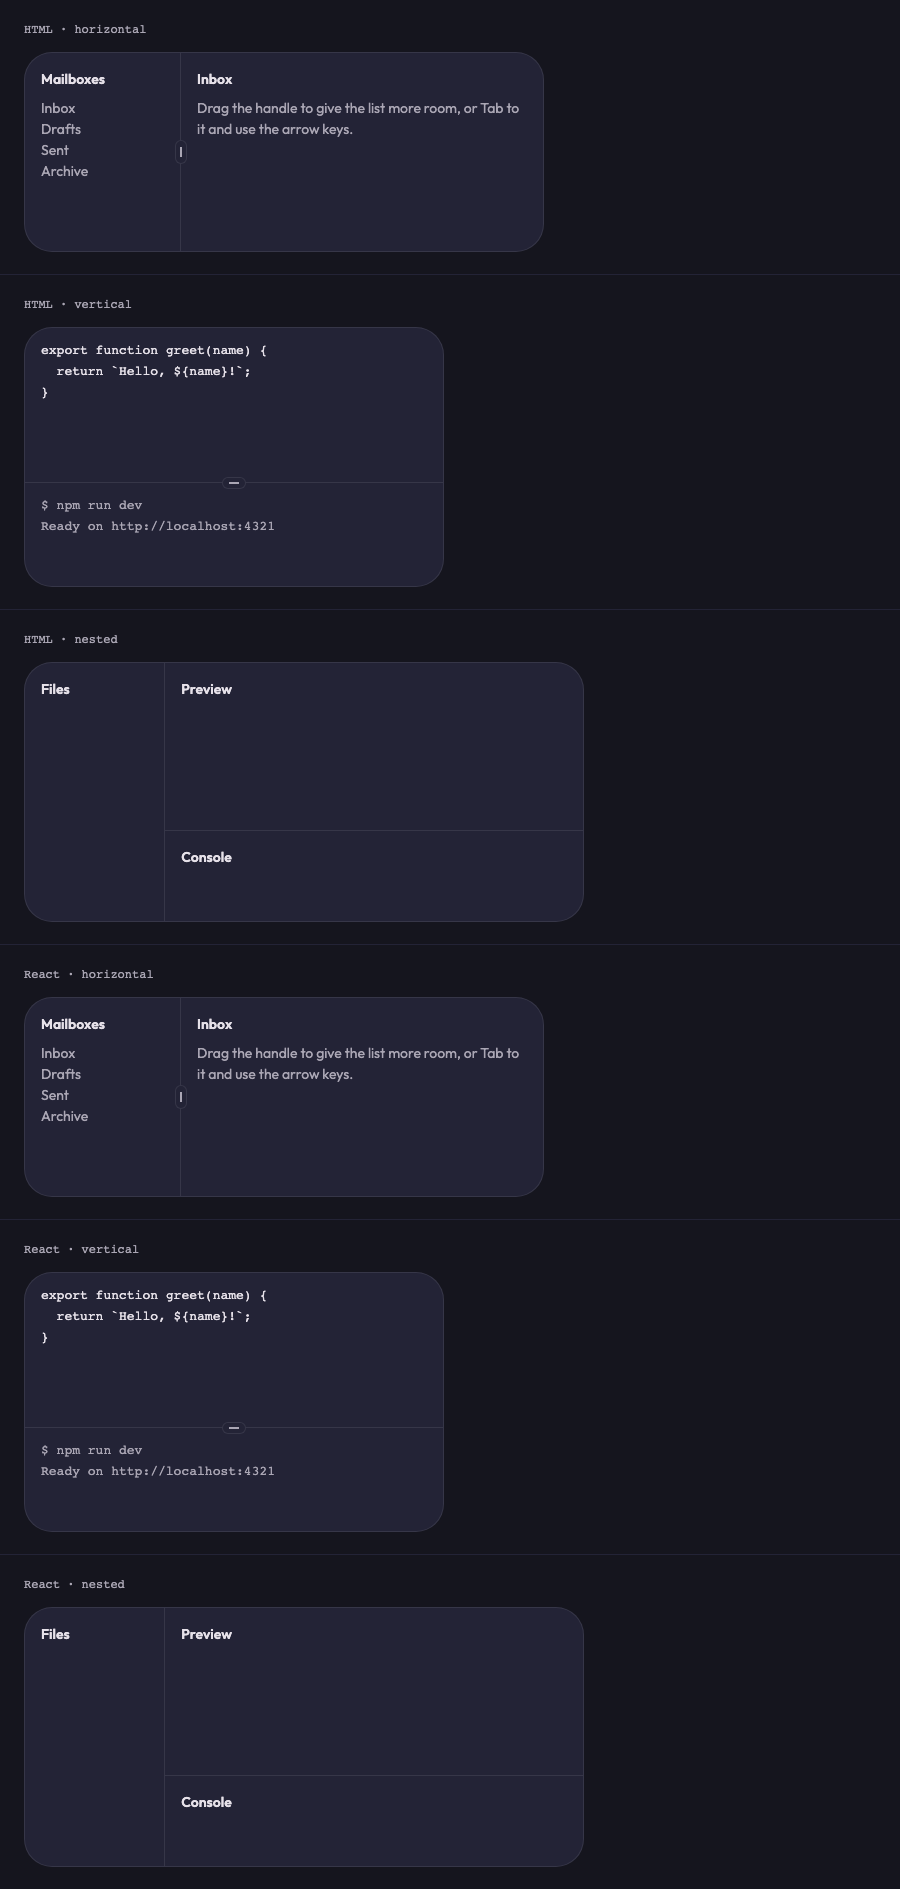 HTML · horizontal
Mailboxes
Inbox
Drafts
Sent
Archive
Inbox
Drag the handle to give the list more room, or Tab to
it and use the arrow keys.
HTML · vertical
export function greet(name) {
  return `Hello, ${name}!`;
}
$ npm run dev
Ready on http://localhost:4321
HTML · nested
Files
Preview
Console
React · horizontal
Mailboxes
Inbox
Drafts
Sent
Archive
Inbox
Drag the handle to give the list more room, or Tab to
it and use the arrow keys.
React · vertical
export function greet(name) {
  return `Hello, ${name}!`;
}
$ npm run dev
Ready on http://localhost:4321
React · nested
Files
Preview
Console